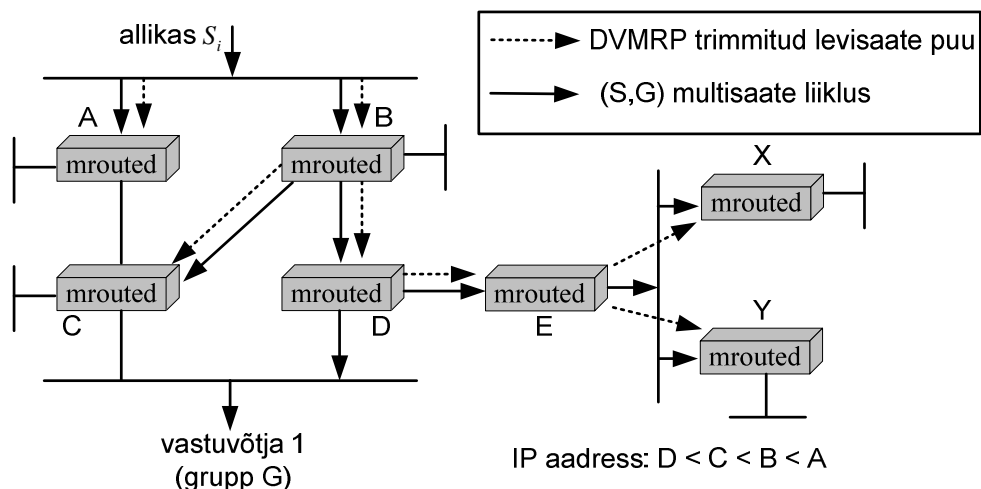 allikas Sᵢ
DVMRP trimmitud levisaate puu
(S,G) multisaate liiklus
A
B
mrouted
mrouted
X
mrouted
mrouted
C
mrouted
D
mrouted
E
Y
mrouted
vastuvõtja 1
(grupp G)
IP aadress: D < C < B < A